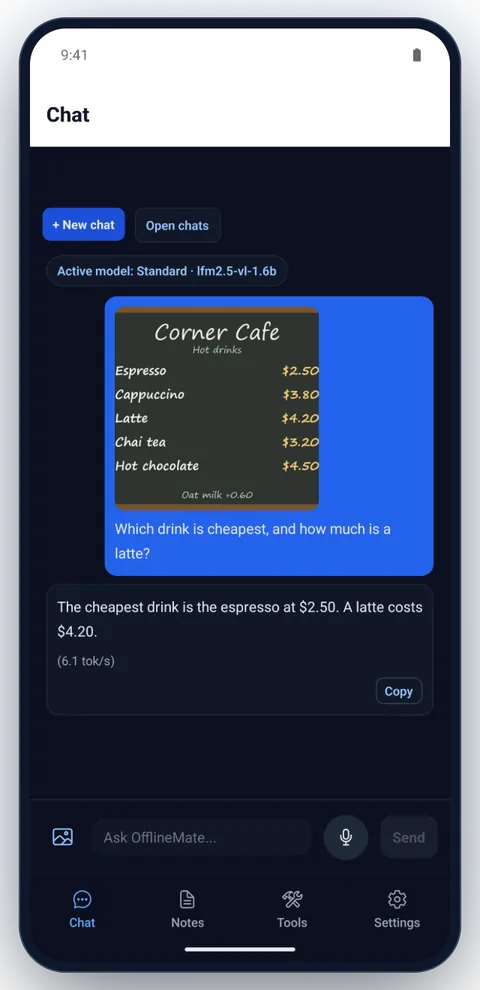 9:41
Chat
+ New chat
Open chats
Active model: Standard · lfm2.5-vl-1.6b
Corner Cafe
Hot drinks
Espresso $2.50
Cappuccino $3.80
Latte $4.20
Chai tea $3.20
Hot chocolate $4.50
Oat milk +0.60
Which drink is cheapest, and how much is a
latte?
The cheapest drink is the espresso at $2.50. A latte costs
$4.20.
(6.1 tok/s)
Copy
Ask OfflineMate...
Send
Chat
Notes
Tools
Settings